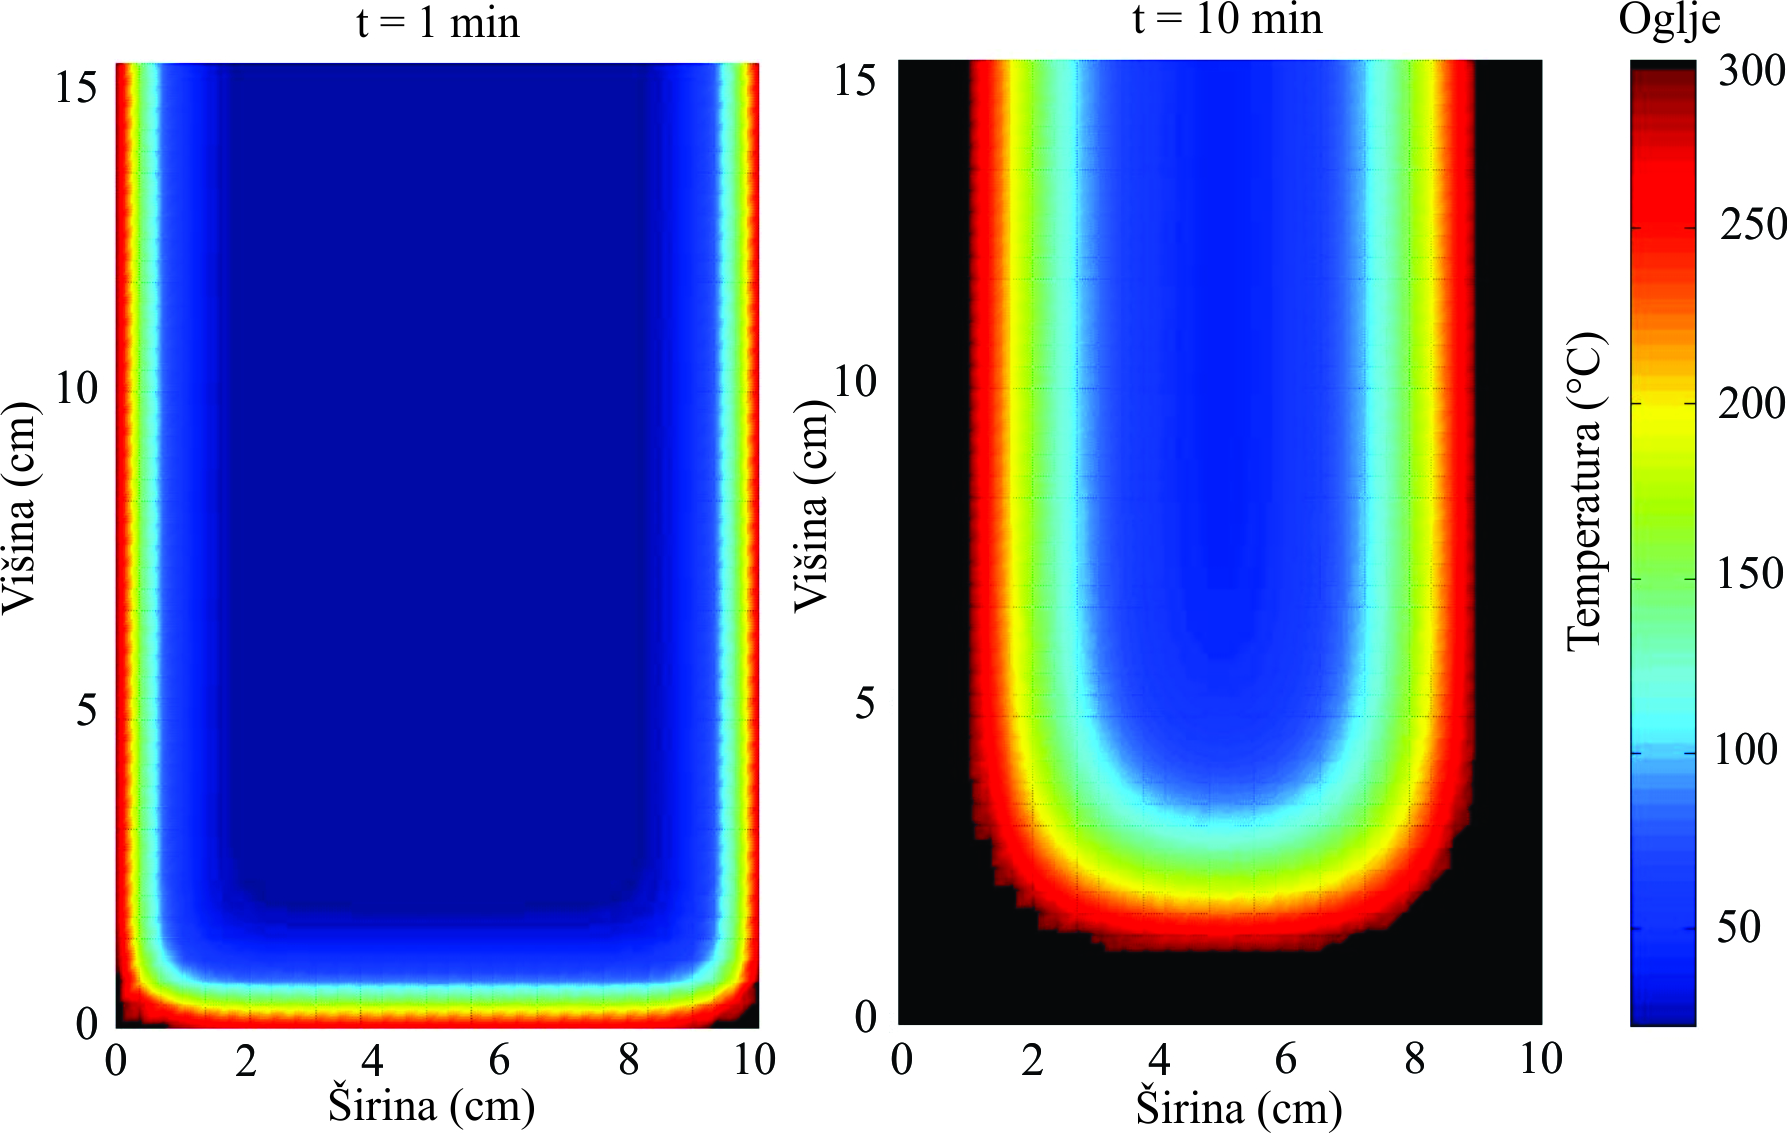 t = 1 min
t = 10 min
Oglje
15
10
5
0
Višina (cm)
0 2 4 6 8 10
Širina (cm)
15
10
5
0
Višina (cm)
0 2 4 6 8 10
Širina (cm)
300
250
200
150
100
50
Temperatura (°C)